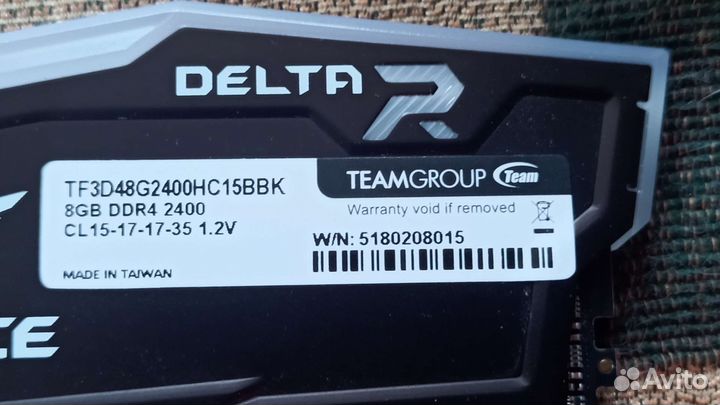 DELTA R
TF3D48G2400HC15BBK
8GB DDR4 2400
CL15-17-17-35 1.2V
MADE IN TAIWAN
TEAMGROUP Team
Warranty void if removed
W/N: 5180208015
CE
Avito